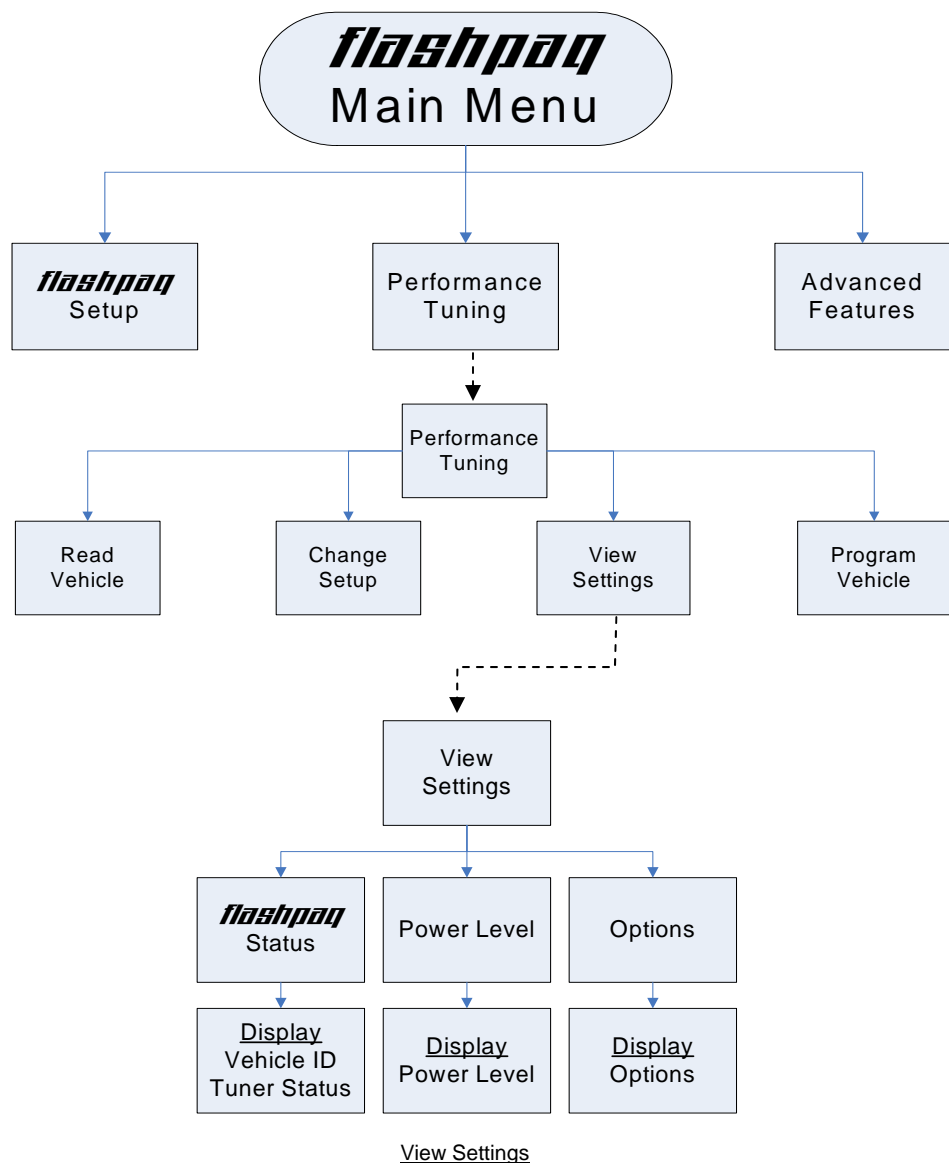 flashpaq
Main Menu
flashpaq
Setup
Performance
Tuning
Advanced
Features
Performance
Tuning
Read
Vehicle
Change
Setup
View
Settings
Program
Vehicle
View
Settings
flashpaq
Status
Power Level
Options
Display
Vehicle ID
Tuner Status
Display
Power Level
Display
Options
View Settings